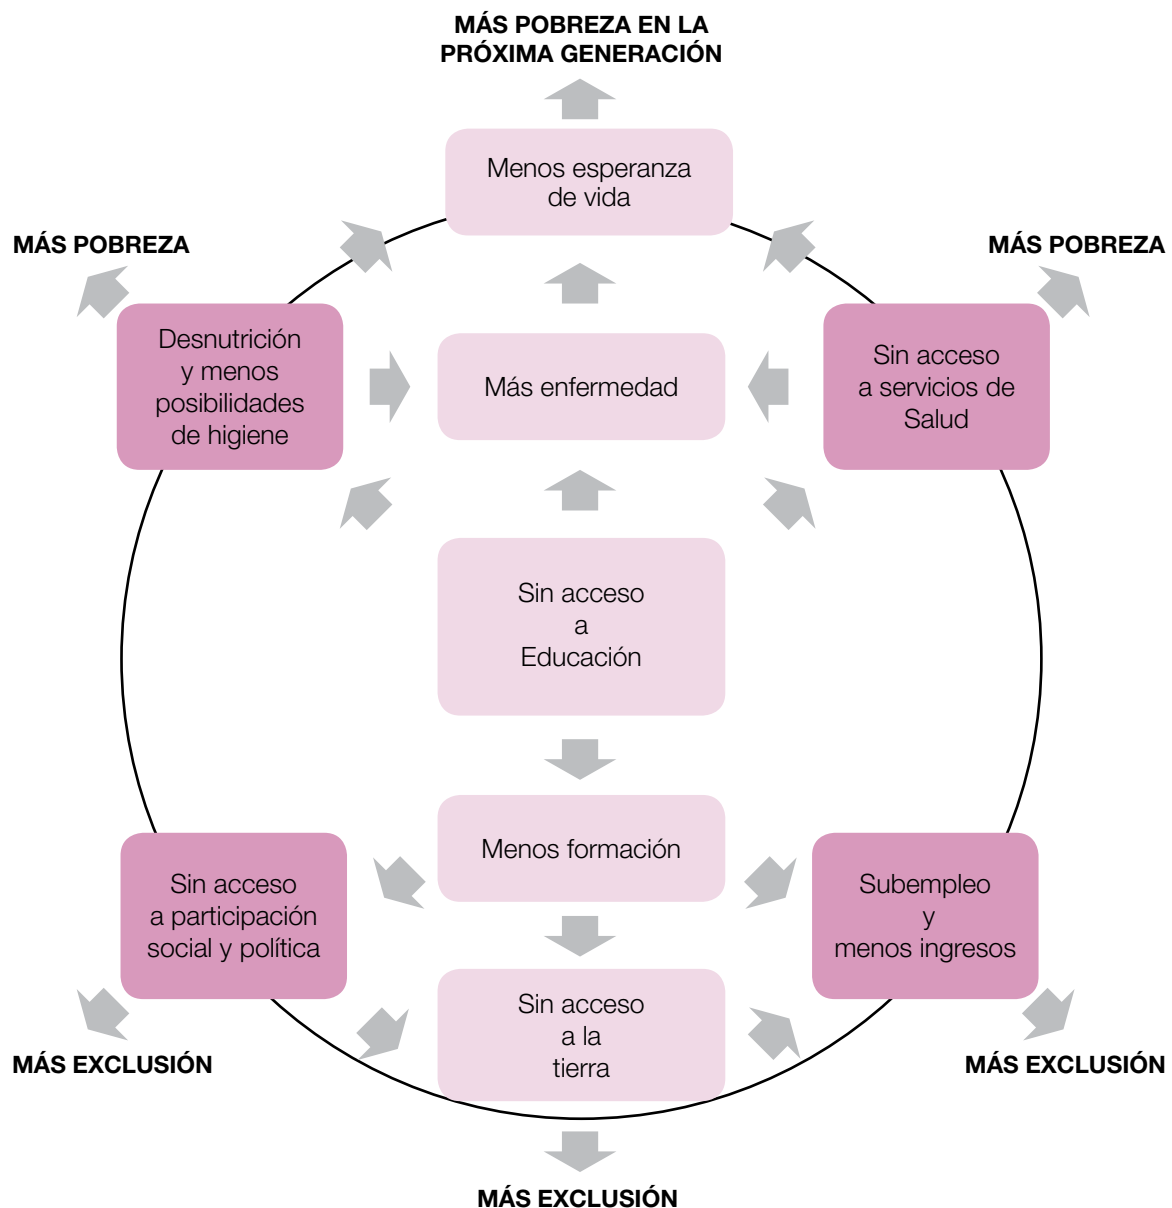 MÁS POBREZA EN LA
PRÓXIMA GENERACIÓN
Menos esperanza
de vida
MÁS POBREZA
MÁS POBREZA
Desnutrición
y menos
posibilidades
de higiene
Más enfermedad
Sin acceso
a servicios de
Salud
Sin acceso
a
Educación
Menos formación
Sin acceso
a participación
social y política
Subempleo
y
menos ingresos
Sin acceso
a la
tierra
MÁS EXCLUSIÓN
MÁS EXCLUSIÓN
MÁS EXCLUSIÓN